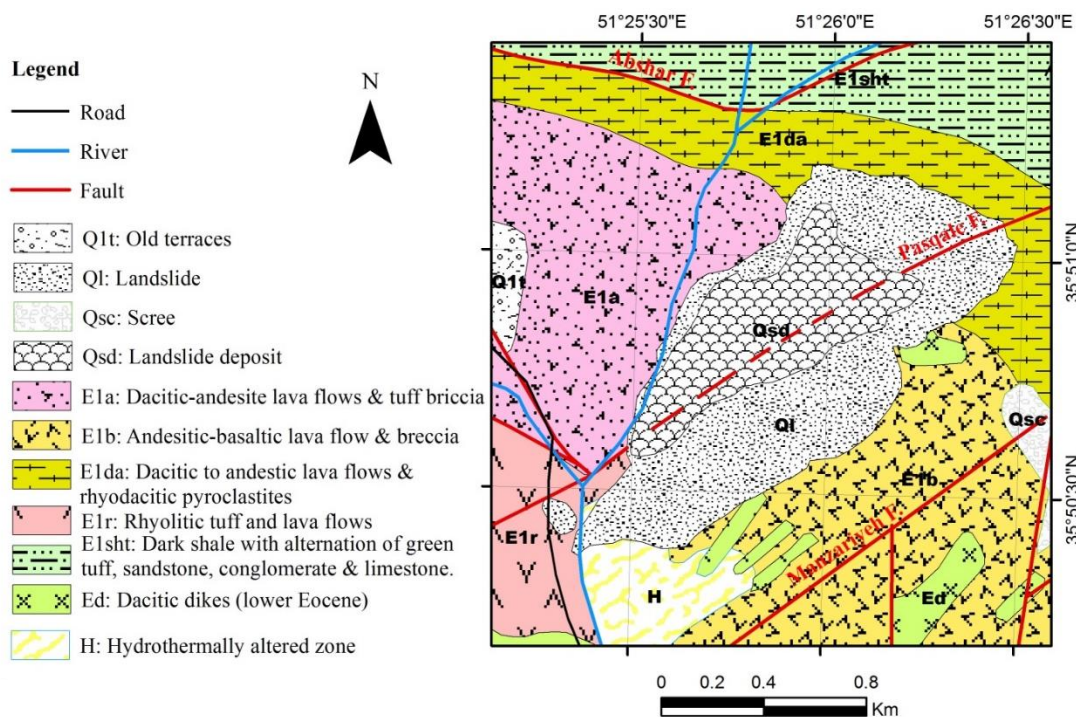 51°25'30"E
51°26'0"E
51°26'30"E
Legend
Road
River
Fault
N
Q1t: Old terraces
Ql: Landslide
Qsc: Scree
Qsd: Landslide deposit
E1a: Dacitic-andesite lava flows & tuff briccia
E1b: Andesitic-basaltic lava flow & breccia
E1da: Dacitic to andestic lava flows &
rhyodacitic pyroclastites
E1r: Rhyolitic tuff and lava flows
E1sht: Dark shale with alternation of green
tuff, sandstone, conglomerate & limestone.
Ed: Dacitic dikes (lower Eocene)
H: Hydrothermally altered zone
Abshar F.
E1sht
E1da
Pasqale F.
35°51'0"N
Q1t
E1a
Qsd
Ql
Qsc
E1b
35°50'30"N
E1r
Manzariyeh F.
H
Ed
0 0.2 0.4 0.8
Km